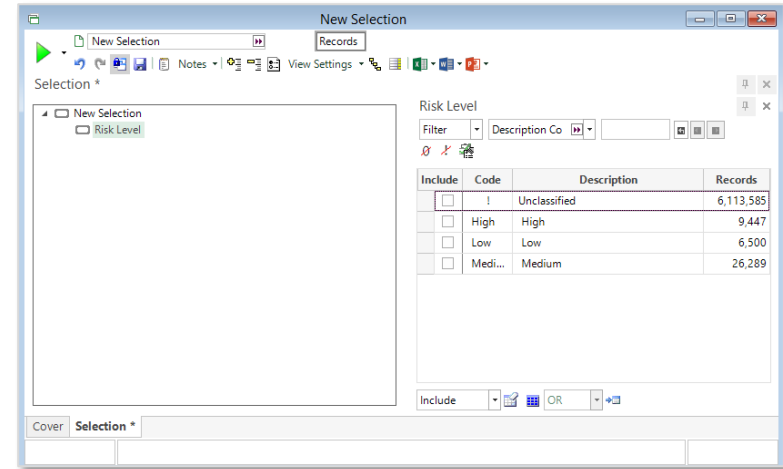 New Selection
New Selection Records
Notes View Settings
Selection *
New Selection
Risk Level
Risk Level
Filter Description Co
Include Code Description Records
! Unclassified 6,113,585
High High 9,447
Low Low 6,500
Medi... Medium 26,289
Include OR
Cover Selection *